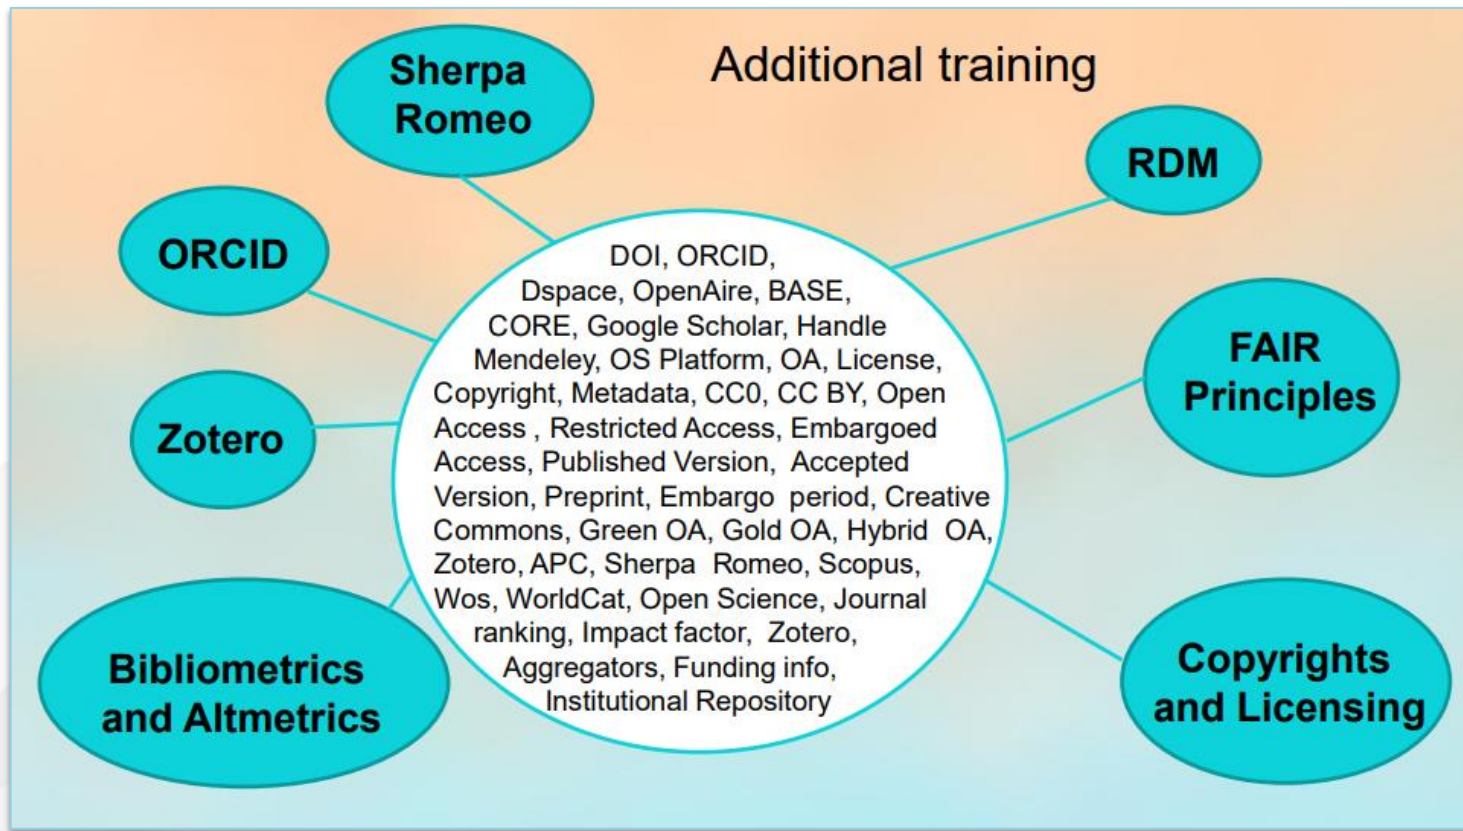 Additional training
Sherpa
Romeo
RDM
ORCID
FAIR
Principles
Zotero
Bibliometrics
and Altmetrics
Copyrights
and Licensing
DOI, ORCID,
Dspace, OpenAire, BASE,
CORE, Google Scholar, Handle
Mendeley, OS Platform, OA, License,
Copyright, Metadata, CC0, CC BY, Open
Access , Restricted Access, Embargoed
Access, Published Version, Accepted
Version, Preprint, Embargo period, Creative
Commons, Green OA, Gold OA, Hybrid OA,
Zotero, APC, Sherpa Romeo, Scopus,
Wos, WorldCat, Open Science, Journal
ranking, Impact factor, Zotero,
Aggregators, Funding info,
Institutional Repository